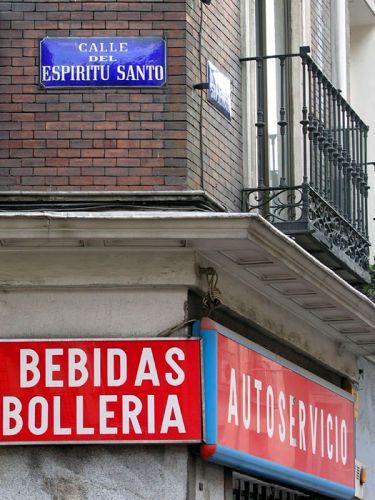 CALLE
DEL
ESPIRITU SANTO
BEBIDAS
BOLLERIA
AUTOSERVICIO